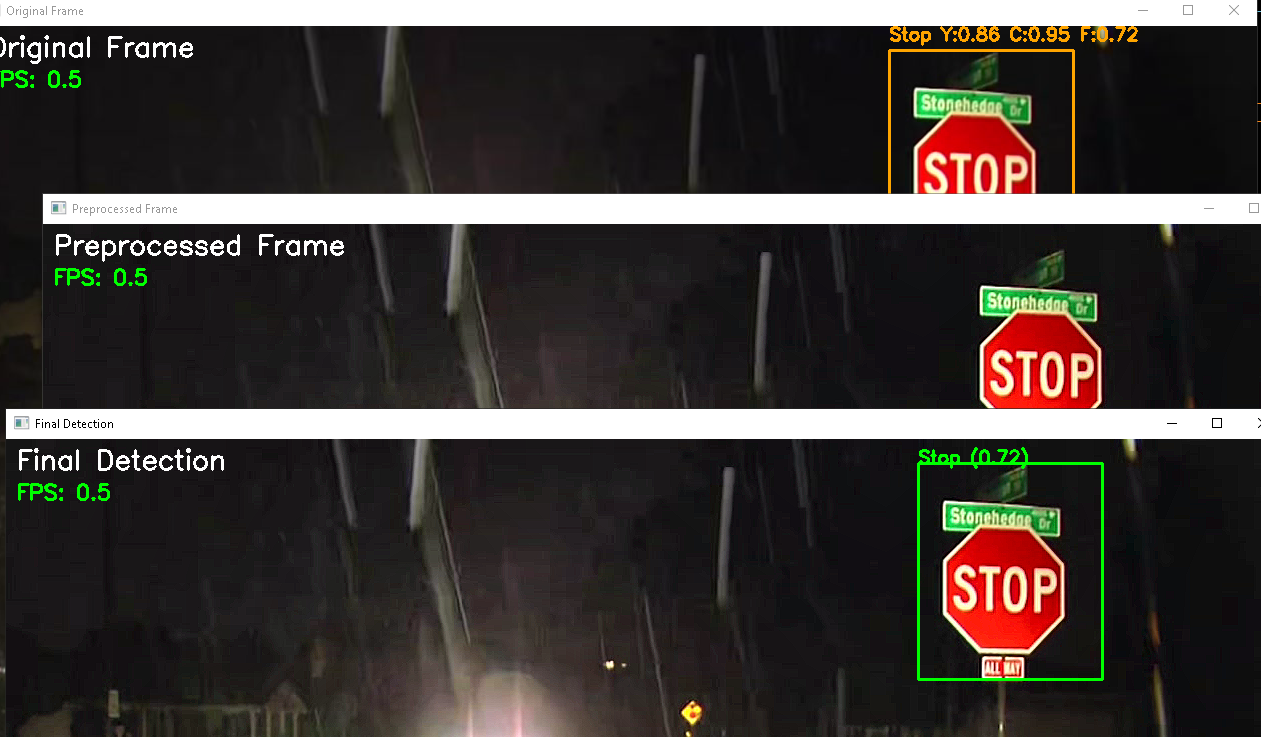 Original Frame
Original Frame
PS: 0.5
Stop Y:0.86 C:0.95 F:0.72
Stonehedge Dr
STOP
Preprocessed Frame
Preprocessed Frame
FPS: 0.5
Stonehedge Dr
STOP
Final Detection
Final Detection
FPS: 0.5
Stop (0.72)
Stonehedge Dr
STOP
ALL WAY